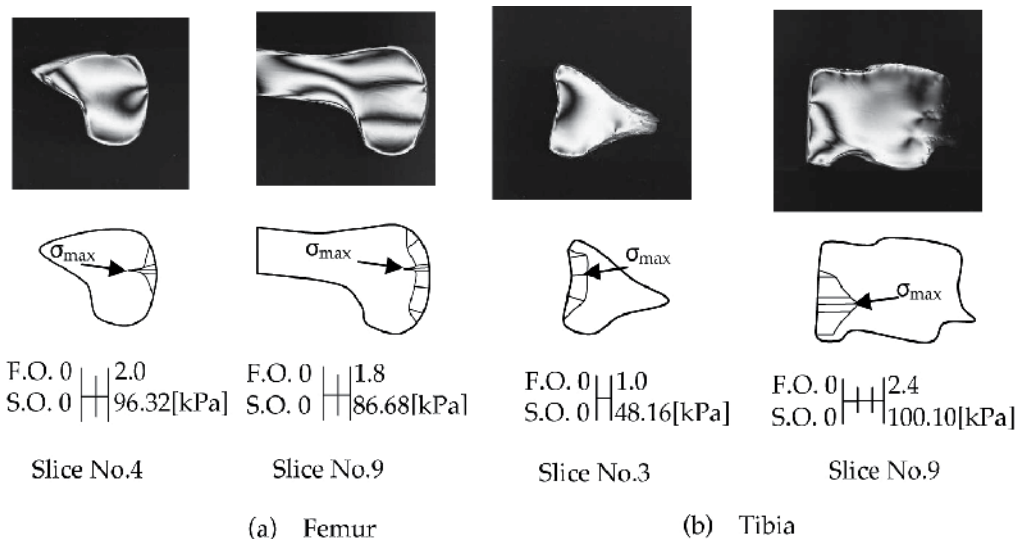 σmax
σmax
σmax
σmax
F.O. 0 2.0
S.O. 0 96.32[kPa]
Slice No.4
F.O. 0 1.8
S.O. 0 86.68[kPa]
Slice No.9
F.O. 0 1.0
S.O. 0 48.16[kPa]
Slice No.3
F.O. 0 2.4
S.O. 0 100.10[kPa]
Slice No.9
(a) Femur
(b) Tibia